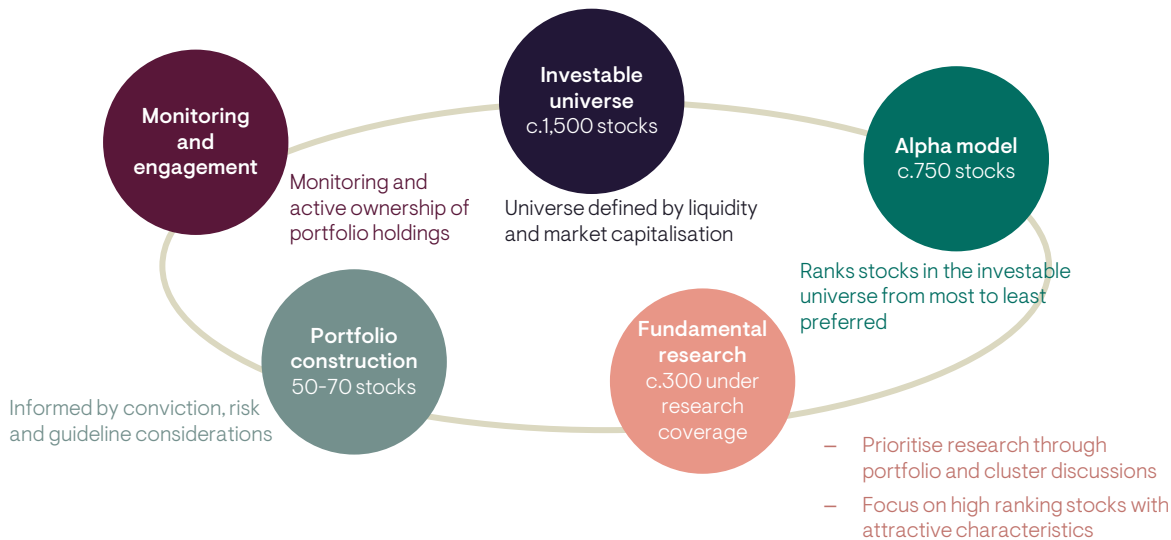 Investable
universe
c.1,500 stocks
Universe defined by liquidity
and market capitalisation
Alpha model
c.750 stocks
Ranks stocks in the investable
universe from most to least
preferred
Fundamental
research
c.300 under
research
coverage
– Prioritise research through
portfolio and cluster discussions
– Focus on high ranking stocks with
attractive characteristics
Portfolio
construction
50-70 stocks
Informed by conviction, risk
and guideline considerations
Monitoring
and
engagement
Monitoring and
active ownership of
portfolio holdings